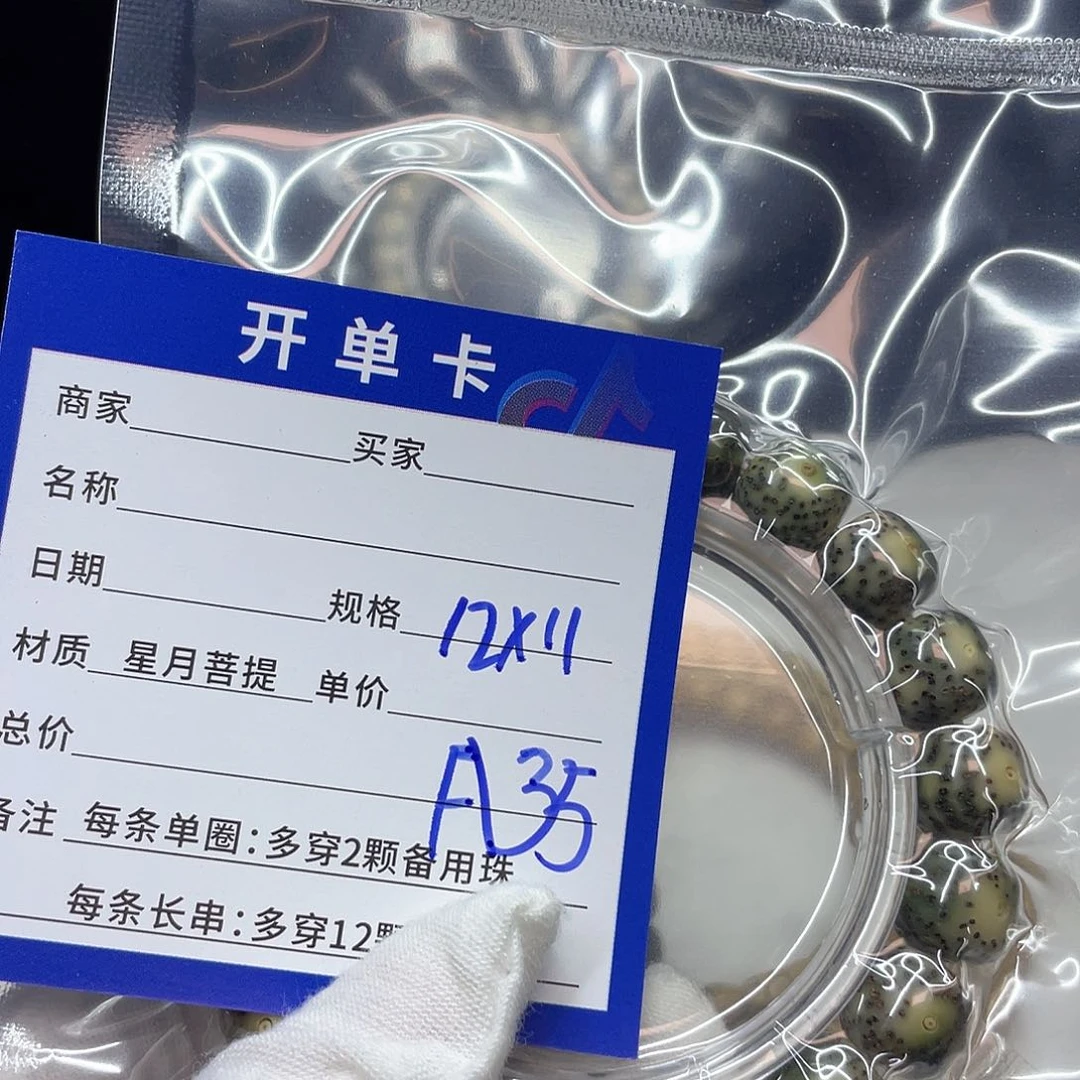 开单卡
商家 买家
名称
日期 规格 12X11
材质 星月菩提 单价
总价 A35
备注 每条单圈:多穿2颗备用珠
每条长串:多穿12颗